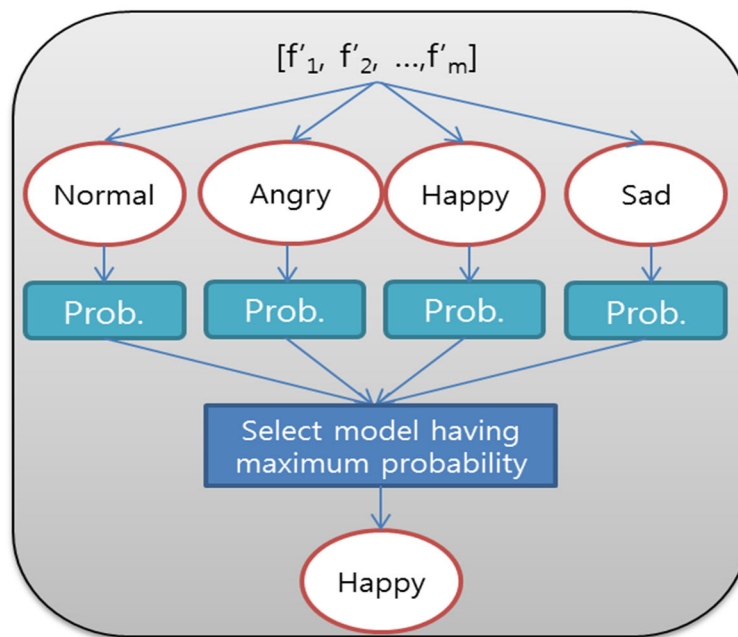 [f'₁, f'₂, ...,f'ₘ]
Normal
Angry
Happy
Sad
Prob.
Prob.
Prob.
Prob.
Select model having
maximum probability
Happy